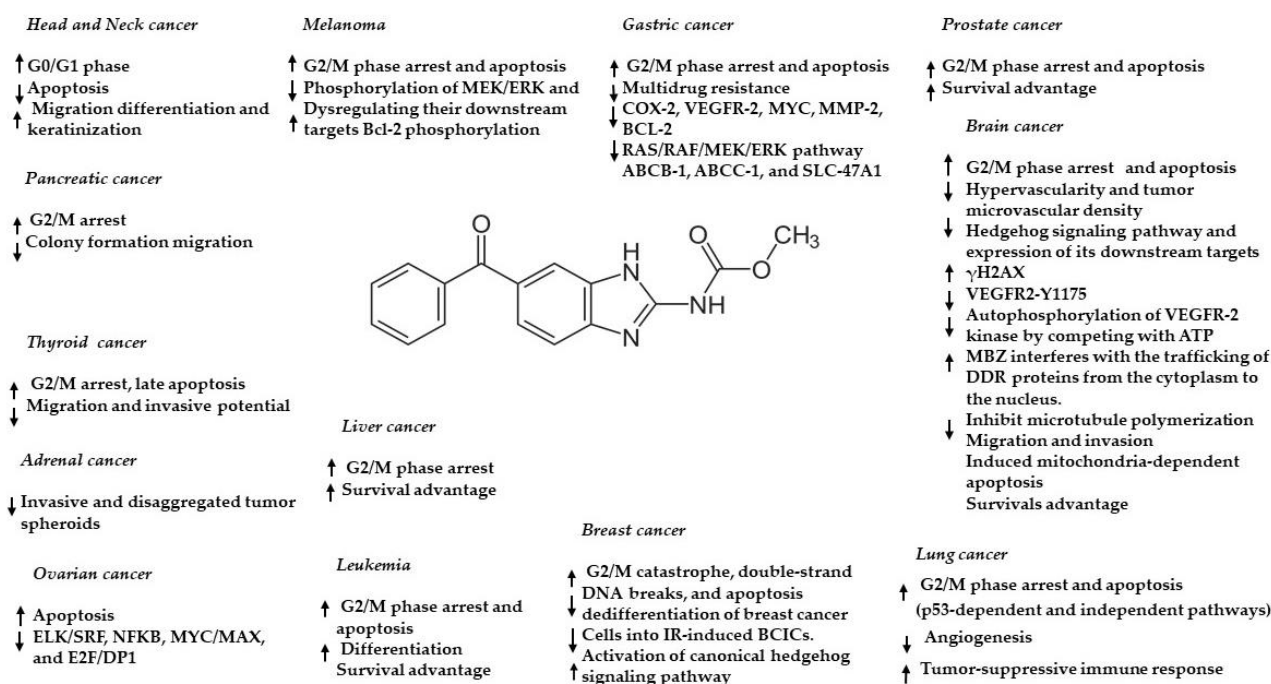 Head and Neck cancer
↑ G0/G1 phase
↓ Apoptosis
↑ Migration differentiation and
keratinization
Melanoma
↑ G2/M phase arrest and apoptosis
↓ Phosphorylation of MEK/ERK and
Dysregulating their downstream
↑ targets Bcl-2 phosphorylation
Gastric cancer
↑ G2/M phase arrest and apoptosis
↓ Multidrug resistance
↓ COX-2, VEGFR-2, MYC, MMP-2,
BCL-2
↓ RAS/RAF/MEK/ERK pathway
ABCB-1, ABCC-1, and SLC-47A1
Prostate cancer
↑ G2/M phase arrest and apoptosis
↑ Survival advantage
Brain cancer
↑ G2/M phase arrest and apoptosis
↓ Hypervascularity and tumor
microvascular density
↓ Hedgehog signaling pathway and
expression of its downstream targets
↑ γH2AX
↓ VEGFR2-Y1175
↓ Autophosphorylation of VEGFR-2
kinase by competing with ATP
↑ MBZ interferes with the trafficking of
DDR proteins from the cytoplasm to
the nucleus.
↓ Inhibit microtubule polymerization
Migration and invasion
Induced mitochondria-dependent
apoptosis
Survivals advantage
Pancreatic cancer
↑ G2/M arrest
↓ Colony formation migration
O
H
N
N
NH
O
O
CH3
Thyroid cancer
↑ G2/M arrest, late apoptosis
↓ Migration and invasive potential
Liver cancer
↑ G2/M phase arrest
↑ Survival advantage
Adrenal cancer
↓ Invasive and disaggregated tumor
spheroids
Ovarian cancer
↑ Apoptosis
↓ ELK/SRF, NFKB, MYC/MAX,
and E2F/DP1
Leukemia
↑ G2/M phase arrest and
apoptosis
↑ Differentiation
Survival advantage
Breast cancer
↑ G2/M catastrophe, double-strand
DNA breaks, and apoptosis
↓ dedifferentiation of breast cancer
↓ Cells into IR-induced BCICs.
Activation of canonical hedgehog
↑ signaling pathway
Lung cancer
↑ G2/M phase arrest and apoptosis
(p53-dependent and independent pathways)
↓ Angiogenesis
↑ Tumor-suppressive immune response